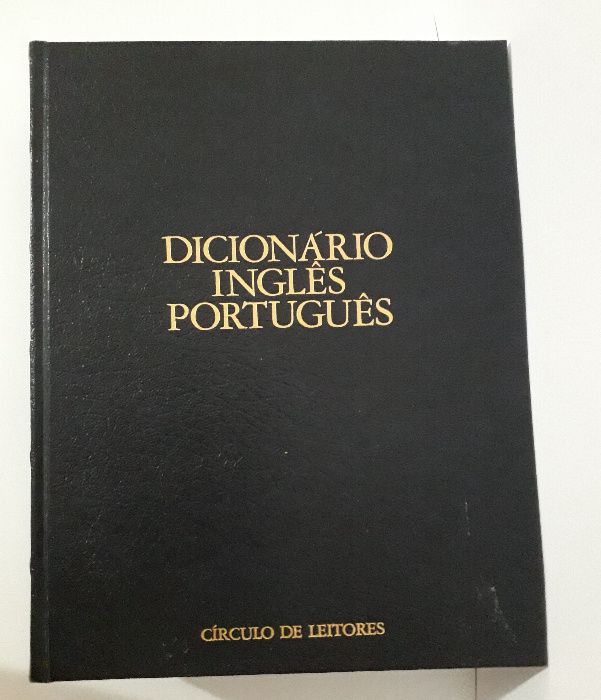 DICIONÁRIO
INGLÊS
PORTUGUÊS
CÍRCULO DE LEITORES